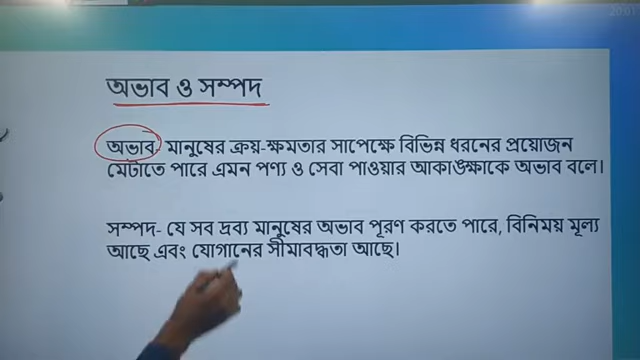 অভাব ও সম্পদ
অভাব- মানুষের ক্রয়-ক্ষমতার সাপেক্ষে বিভিন্ন ধরনের প্রয়োজন
মেটাতে পারে এমন পণ্য ও সেবা পাওয়ার আকাঙ্ক্ষাকে অভাব বলে।
সম্পদ- যে সব দ্রব্য মানুষের অভাব পূরণ করতে পারে, বিনিময় মূল্য
আছে এবং যোগানের সীমাবদ্ধতা আছে।